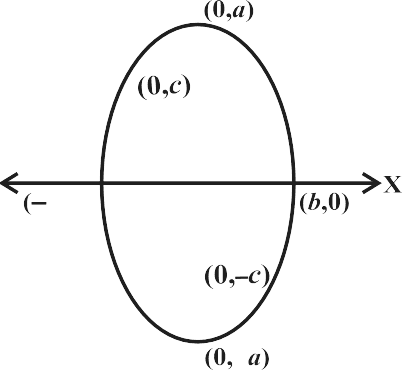 (0,a)
(0,c)
X
(– (b,0)
(0,–c)
(0, a)